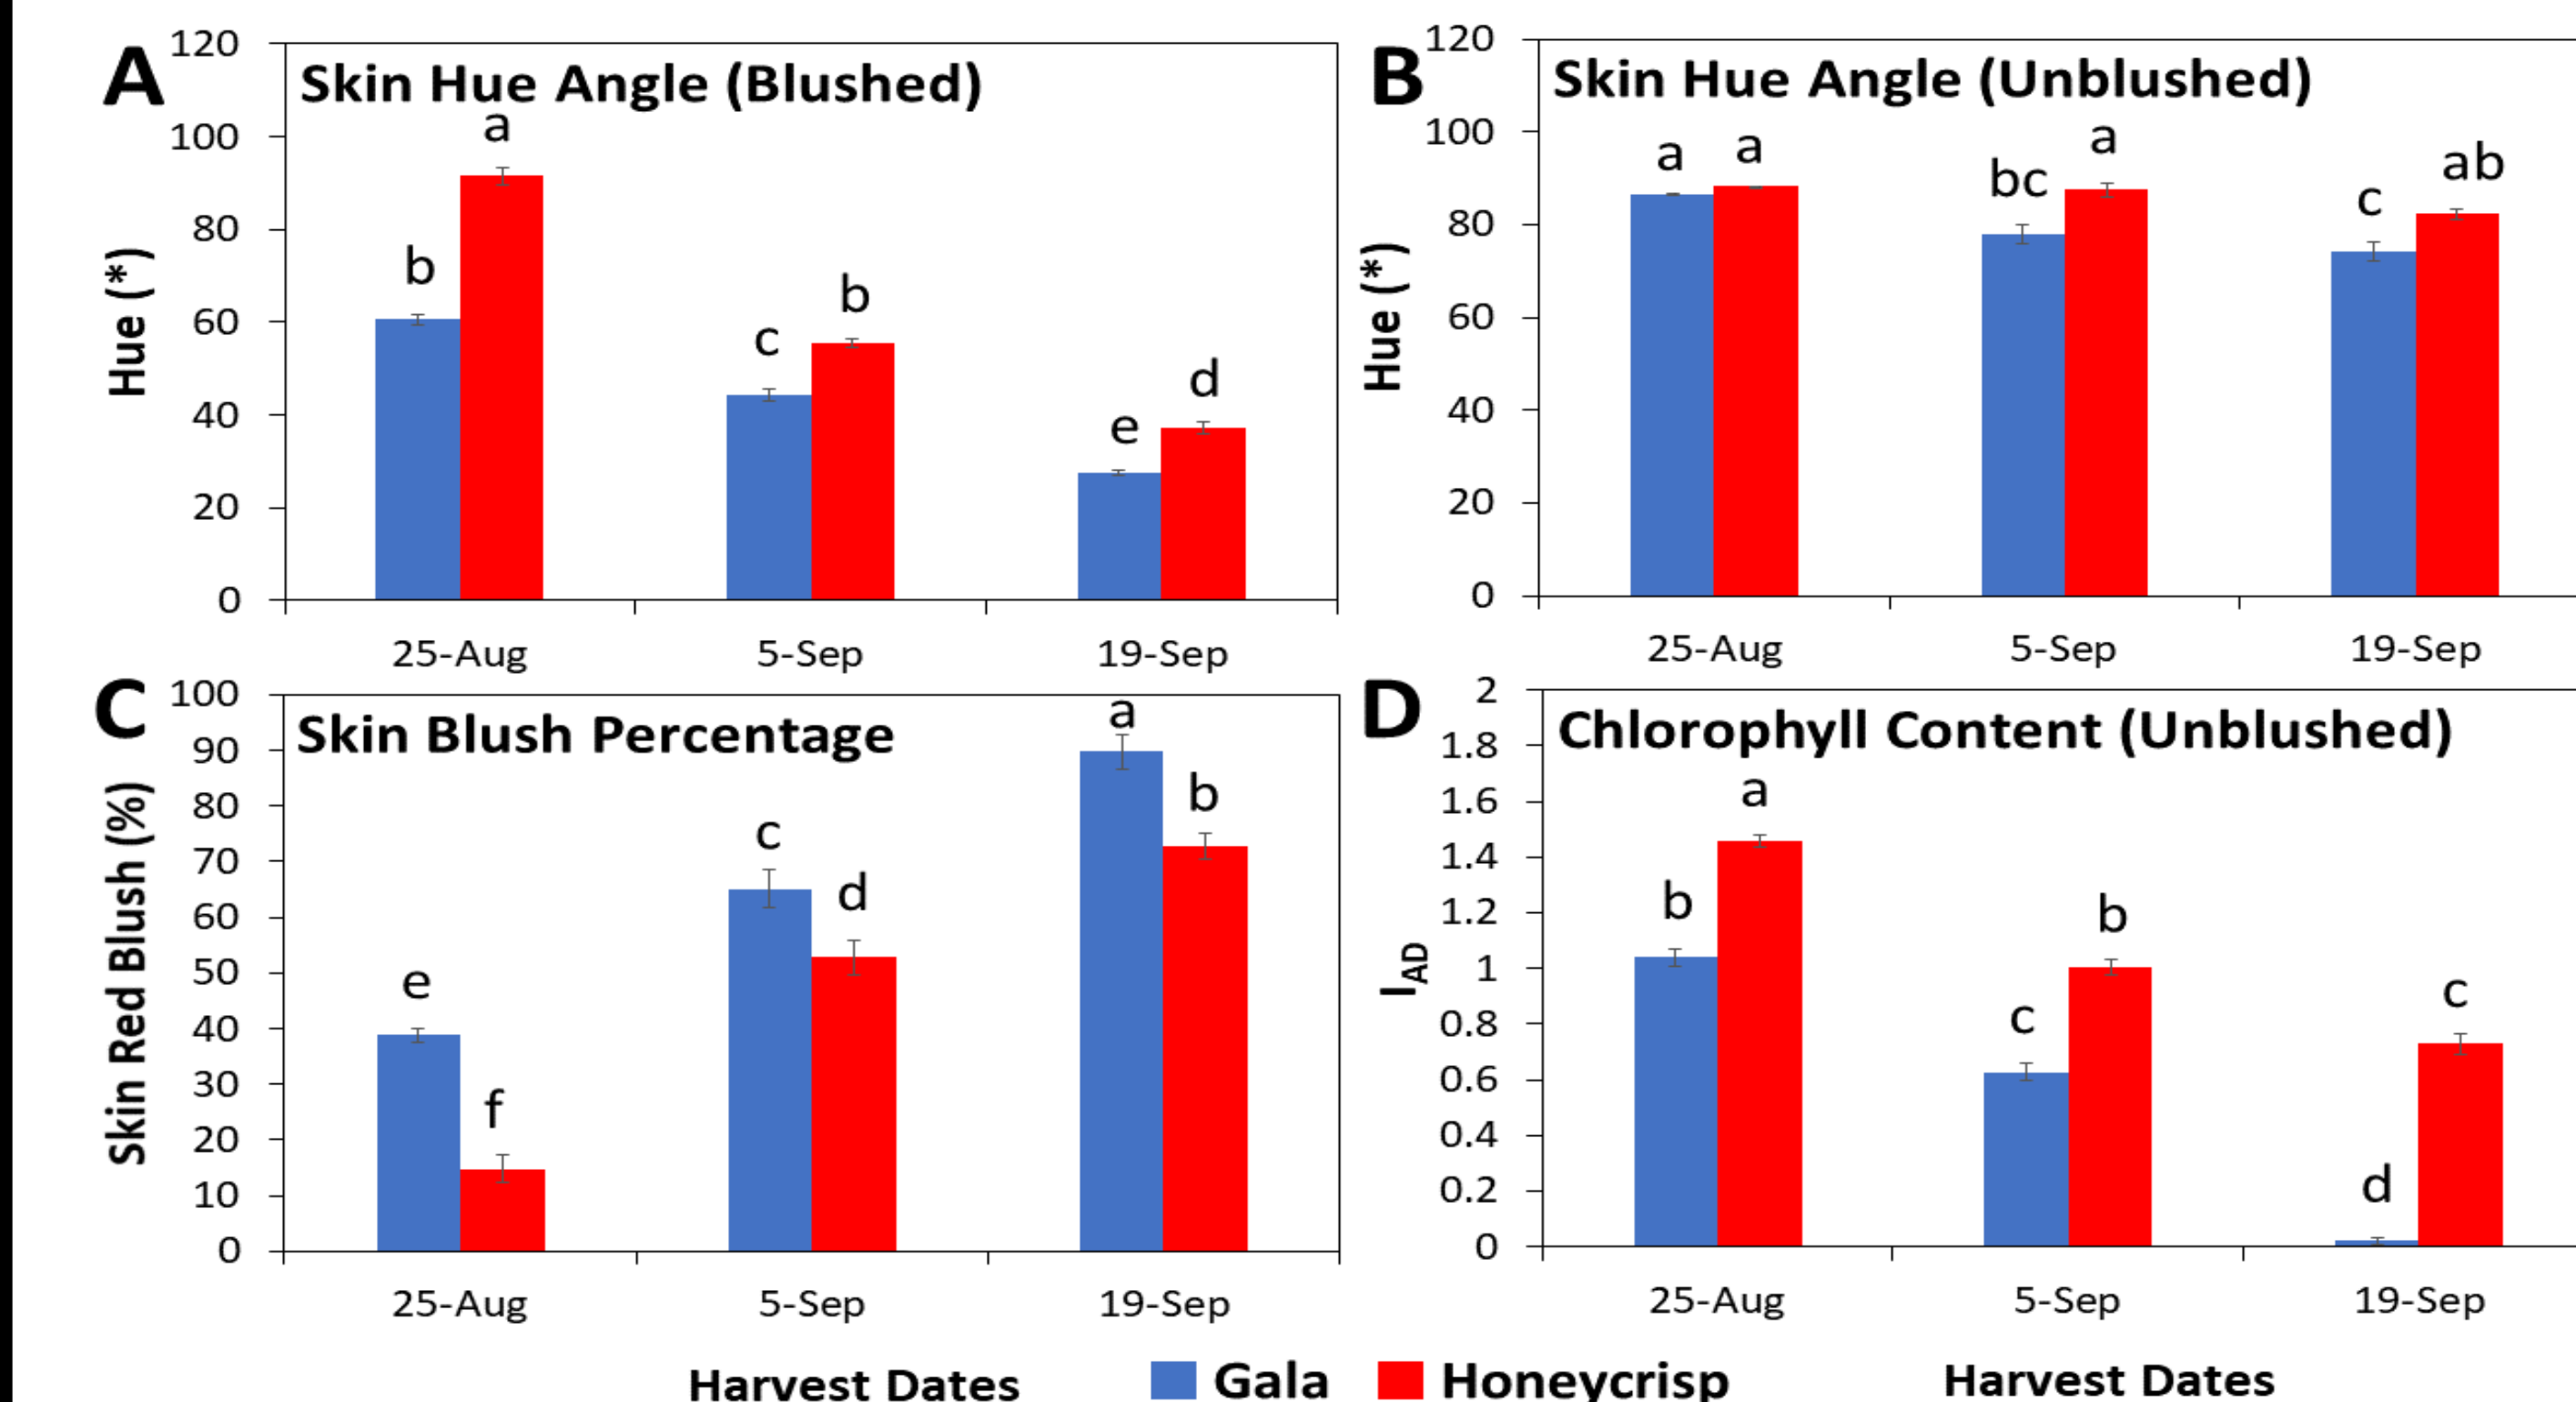 A
Skin Hue Angle (Blushed)
Hue (*)
120
100
80
60
40
20
0
b
a
c
b
e
d
25-Aug
5-Sep
19-Sep
B
Skin Hue Angle (Unblushed)
Hue (*)
120
100
80
60
40
20
0
a
a
bc
a
c
ab
25-Aug
5-Sep
19-Sep
C
Skin Blush Percentage
Skin Red Blush (%)
100
90
80
70
60
50
40
30
20
10
0
e
f
c
d
a
b
25-Aug
5-Sep
19-Sep
D
Chlorophyll Content (Unblushed)
IAD
2
1.8
1.6
1.4
1.2
1
0.8
0.6
0.4
0.2
0
b
a
c
b
d
c
25-Aug
5-Sep
19-Sep
Harvest Dates
Gala
Honeycrisp
Harvest Dates